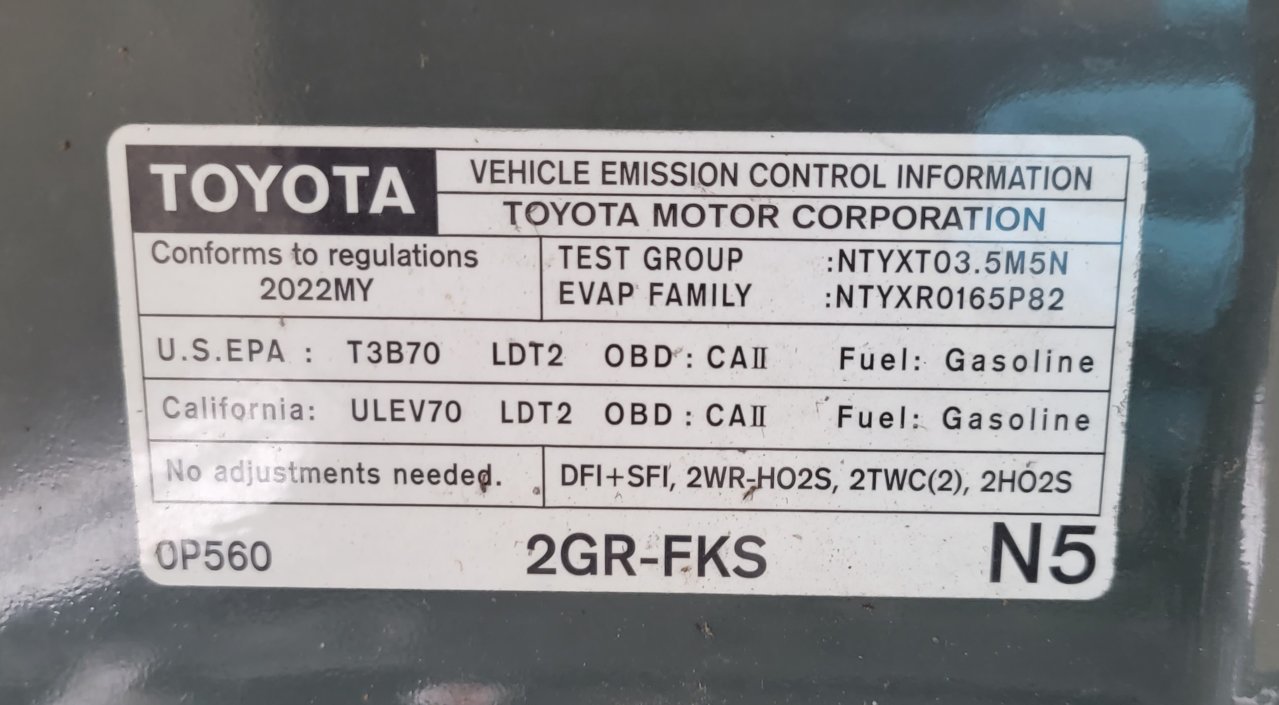 TOYOTA
VEHICLE EMISSION CONTROL INFORMATION
TOYOTA MOTOR CORPORATION
Conforms to regulations
2022MY
TEST GROUP :NTYXT03.5M5N
EVAP FAMILY :NTYXR0165P82
U.S.EPA : T3B70 LDT2 OBD : CAⅡ Fuel: Gasoline
California: ULEV70 LDT2 OBD : CAⅡ Fuel: Gasoline
No adjustments needed.
DFI+SFI, 2WR-HO2S, 2TWC(2), 2HO2S
0P560 2GR-FKS N5